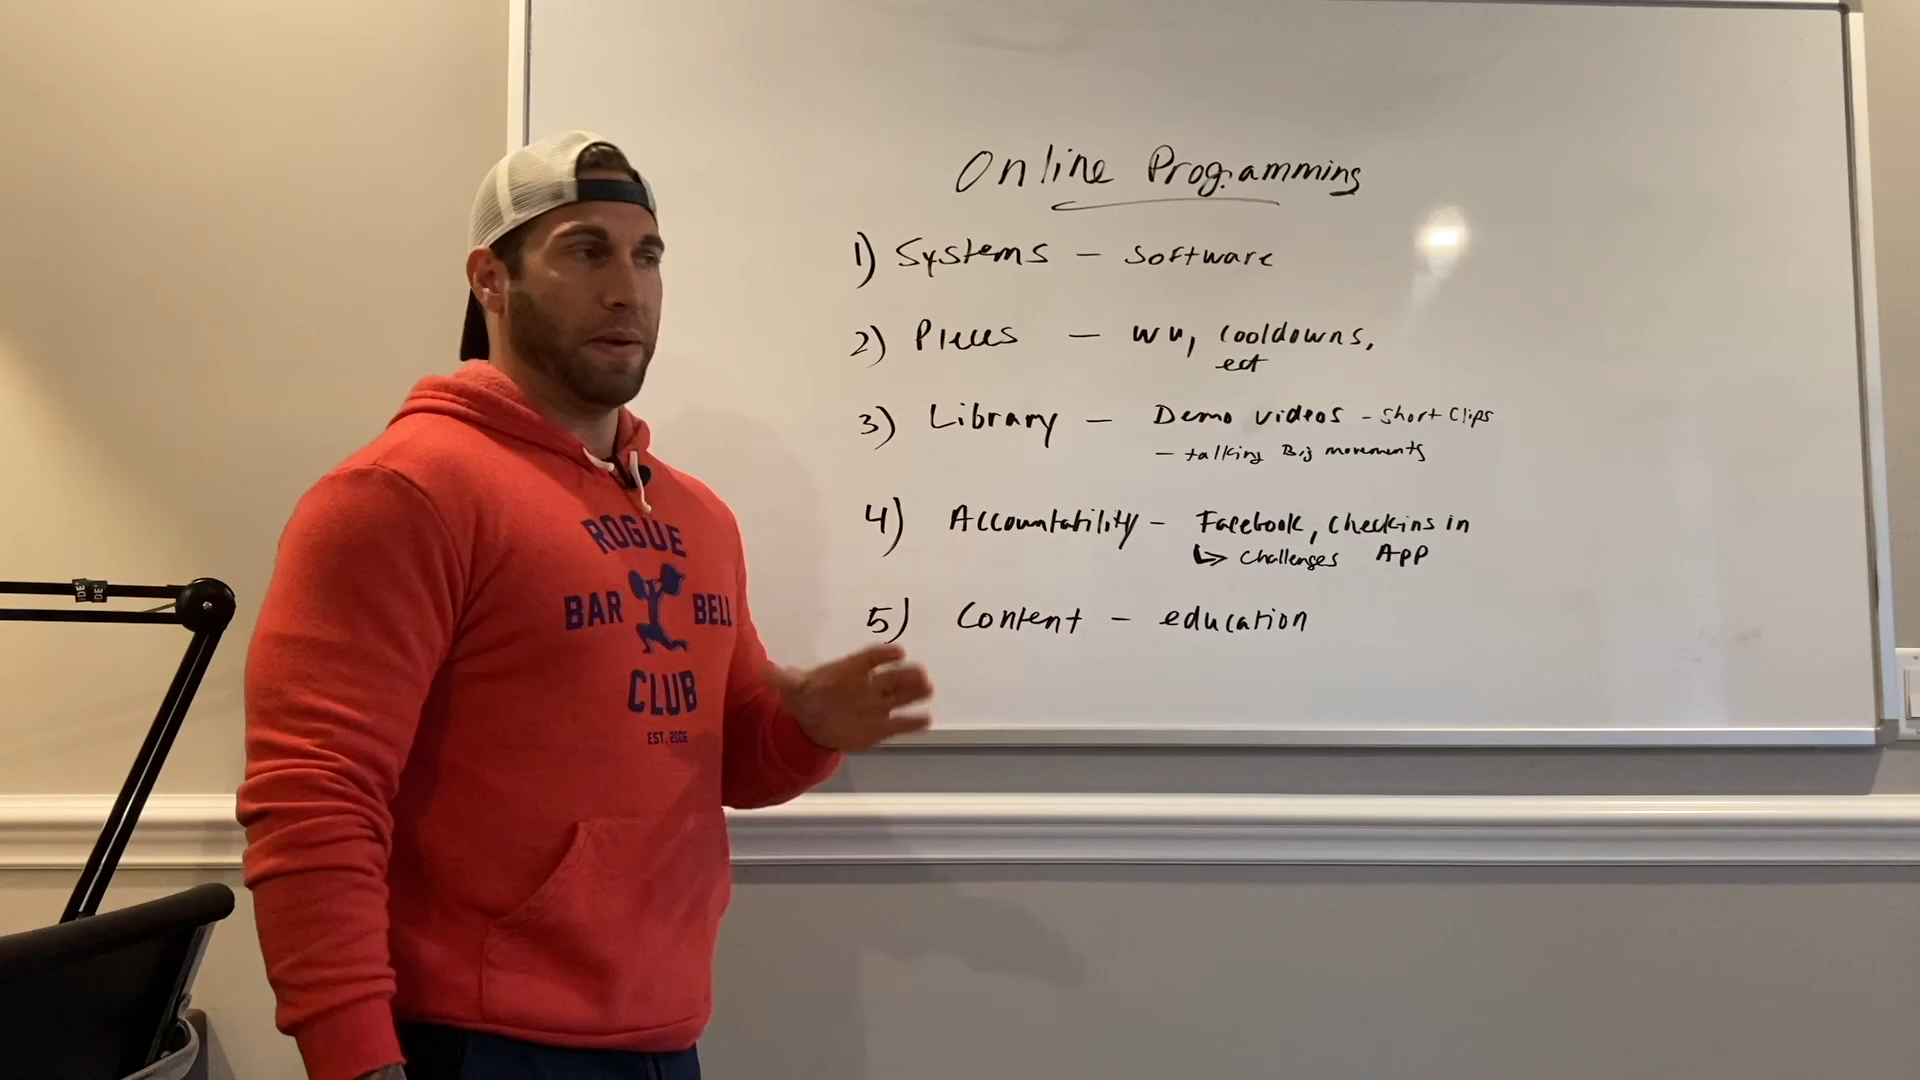 Online Programming
1) Systems - Software
2) Pieces - wu, cooldowns,
ect
3) Library - Demo videos - short clips
- talking Big movements
4) Accountability - Facebook, checkins in
↳ challenges App
5) Content - education
ROGUE
BAR BELL
CLUB
EST. 2006